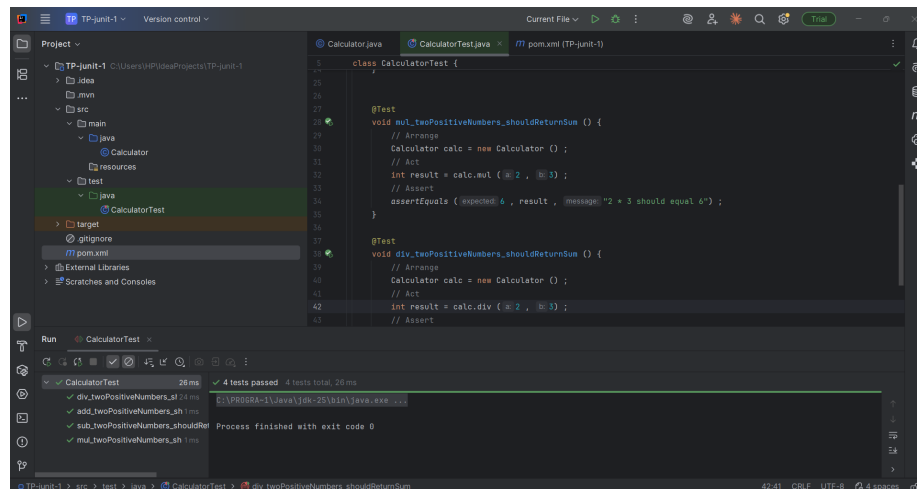 TP TP-junit-1 Version control Current File Trial
Project
Calculator.java CalculatorTest.java × m pom.xml (TP-junit-1)
TP-junit-1 C:\Users\HP\IdeaProjects\TP-junit-1
.idea
.mvn
src
main
java
Calculator
resources
test
java
CalculatorTest
target
.gitignore
m pom.xml
External Libraries
Scratches and Consoles
5 class CalculatorTest {
24 }
25
26
27 @Test
28 void mul_twoPositiveNumbers_shouldReturnSum () {
29 // Arrange
30 Calculator calc = new Calculator () ;
31 // Act
32 int result = calc.mul ( a: 2 , b: 3) ;
33 // Assert
34 assertEquals ( expected: 6 , result , message: "2 * 3 should equal 6") ;
35 }
36
37 @Test
38 void div_twoPositiveNumbers_shouldReturnSum () {
39 // Arrange
40 Calculator calc = new Calculator () ;
41 // Act
42 int result = calc.div ( a: 2 , b: 3) ;
43 // Assert
Run CalculatorTest ×
CalculatorTest 26 ms
div_twoPositiveNumbers_sl 24 ms
add_twoPositiveNumbers_sh 1 ms
sub_twoPositiveNumbers_shouldRet
mul_twoPositiveNumbers_sh 1 ms
4 tests passed 4 tests total, 26 ms
C:\PROGRA~1\Java\jdk-25\bin\java.exe ...
Process finished with exit code 0
TP-junit-1 > src > test > java > CalculatorTest > div_twoPositiveNumbers_shouldReturnSum 42:41 CRLF UTF-8 4 spaces